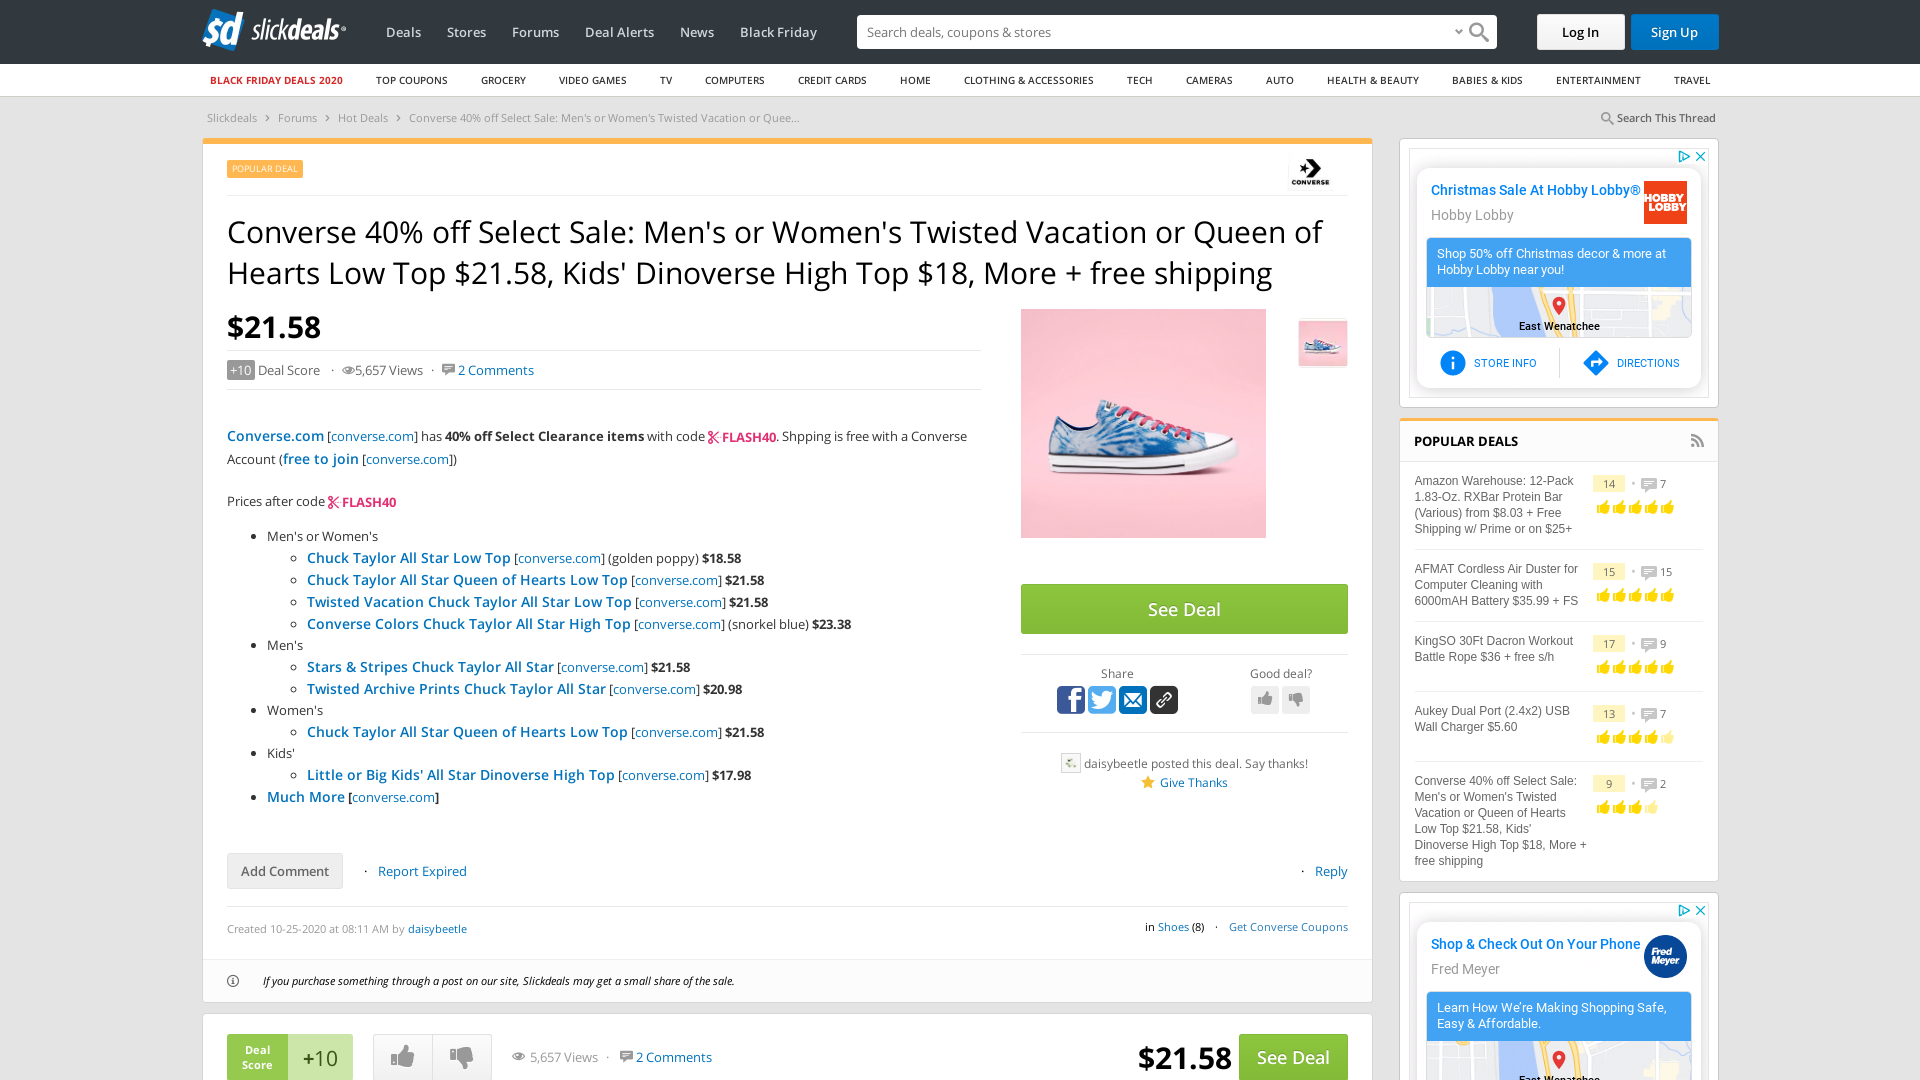 slickdeals
Deals
Stores
Forums
Deal Alerts
News
Black Friday
Search deals, coupons & shopping
Log In
Sign Up
BLACK FRIDAY DEALS 2020
TOP COUPONS
GROCERY
VIDEO GAMES
TV
COMPUTERS
CREDIT CARDS
HOME
CLOTHING & ACCESSORIES
TECH
CAMERAS
AUTO
HEALTH & BEAUTY
BABIES & KIDS
ENTERTAINMENT
TRAVEL
Slickdeals › Forums › Hot Deals › Converse 40% off Select Sale: Men's or Women's Twisted Vacation or Quee...
Search This Thread
POPULAR DEAL
CONVERSE
Converse 40% off Select Sale: Men's or Women's Twisted Vacation or Queen of
Hearts Low Top $21.58, Kids' Dinoverse High Top $18, More + free shipping
$21.58
+10 Deal Score · 5,657 Views · 2 Comments
Converse.com [converse.com] has 40% off Select Clearance items with code FLASH40. Shpping is free with a Converse
Account (free to join [converse.com])
Prices after code FLASH40
• Men's or Women's
Chuck Taylor All Star Low Top [converse.com] (golden poppy) $18.58
Chuck Taylor All Star Queen of Hearts Low Top [converse.com] $21.58
Twisted Vacation Chuck Taylor All Star Low Top [converse.com] $21.58
Converse Colors Chuck Taylor All Star High Top [converse.com] (snorkel blue) $23.38
• Men's
Stars & Stripes Chuck Taylor All Star [converse.com] $21.58
Twisted Archive Prints Chuck Taylor All Star [converse.com] $20.98
• Women's
Chuck Taylor All Star Queen of Hearts Low Top [converse.com] $21.58
• Kids'
Little or Big Kids' All Star Dinoverse High Top [converse.com] $17.98
• Much More [converse.com]
See Deal
Share
Good deal?
daisybeetle posted this deal. Say thanks!
Give Thanks
Add Comment · Report Expired
· Reply
Created 10-25-2020 at 08:11 AM by daisybeetle
in Shoes (8) · Get Converse Coupons
If you purchase something through a post on our site, Slickdeals may get a small share of the sale.
Deal
Score
+10
5,657 Views · 2 Comments
$21.58
See Deal
Christmas Sale At Hobby Lobby®
Hobby Lobby
HOBBY
LOBBY
Shop 50% off Christmas decor & more at
Hobby Lobby near you!
East Wenatchee
STORE INFO
DIRECTIONS
POPULAR DEALS
Amazon Warehouse: 12-Pack
1.83-Oz. RXBar Protein Bar
(Various) from $8.03 + Free
Shipping w/ Prime or on $25+
14 · 7
AFMAT Cordless Air Duster for
Computer Cleaning with
6000mAH Battery $35.99 + FS
15 · 15
KingSO 30Ft Dacron Workout
Battle Rope $36 + free s/h
17 · 9
Aukey Dual Port (2.4x2) USB
Wall Charger $5.60
13 · 7
Converse 40% off Select Sale:
Men's or Women's Twisted
Vacation or Queen of Hearts
Low Top $21.58, Kids'
Dinoverse High Top $18, More +
free shipping
9 · 2
Shop & Check Out On Your Phone
Fred Meyer
Fred
Meyer
Learn How We're Making Shopping Safe,
Easy & Affordable.
East Wenatchee